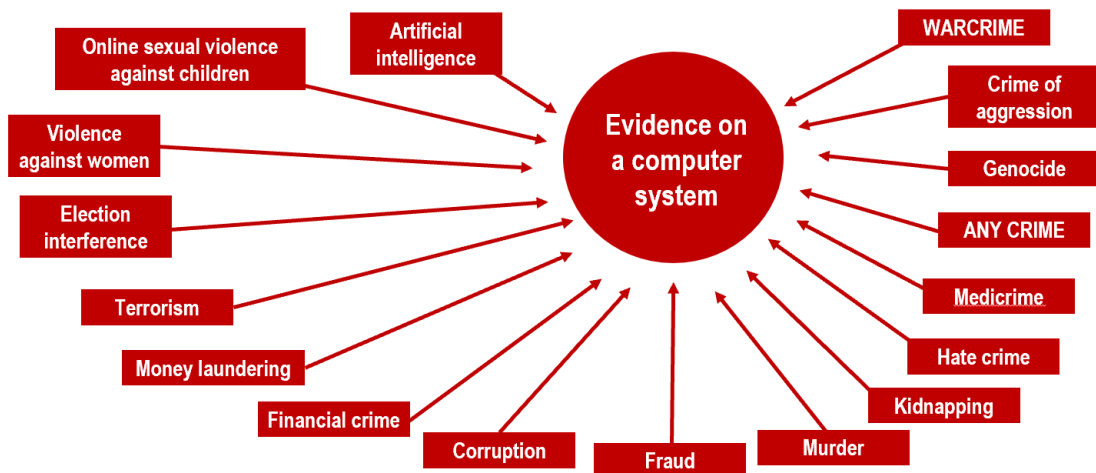 Artificial
intelligence
Online sexual violence
against children
Violence
against women
Election
interference
Terrorism
Money laundering
Financial crime
Corruption
Fraud
Murder
Kidnapping
Hate crime
Medicrime
ANY CRIME
Genocide
Crime of
aggression
WARCRIME
Evidence on
a computer
system